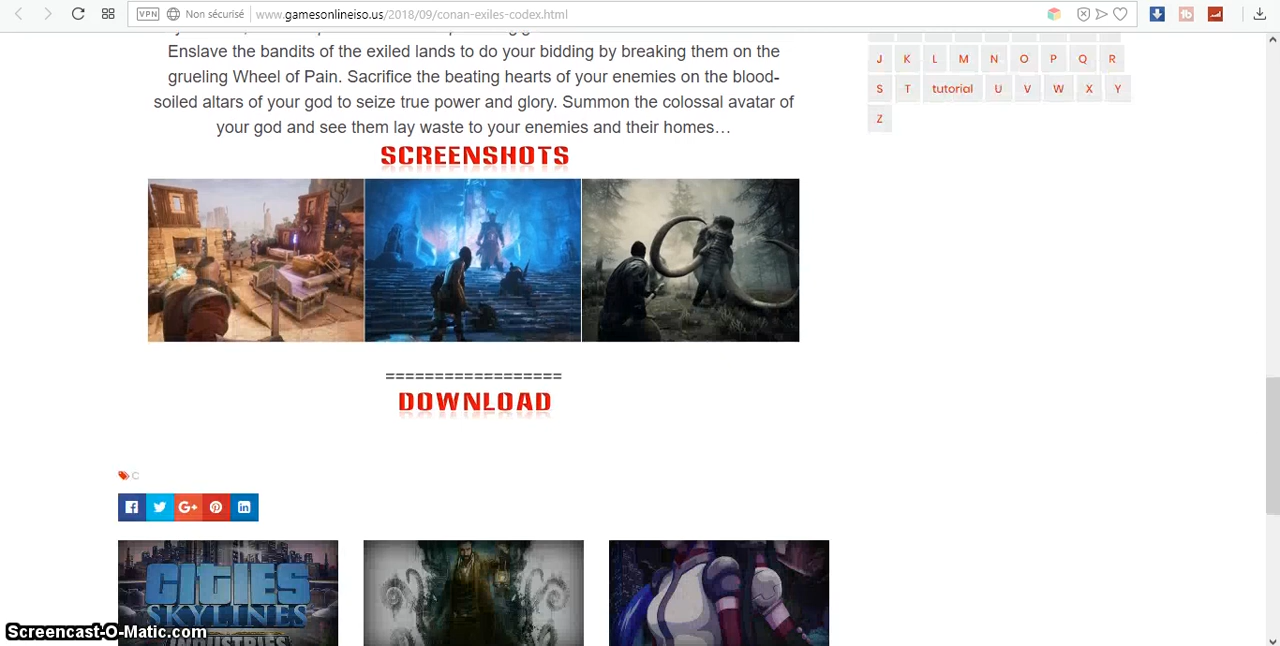 VPN Non sécurisé www.gamesonlineiso.us/2018/09/conan-exiles-codex.html
Enslave the bandits of the exiled lands to do your bidding by breaking them on the
grueling Wheel of Pain. Sacrifice the beating hearts of your enemies on the blood-
soiled altars of your god to seize true power and glory. Summon the colossal avatar of
your god and see them lay waste to your enemies and their homes…
J K L M N O P Q R
S T tutorial U V W X Y
Z
SCREENSHOTS
=================
DOWNLOAD
C
G+
CITIES
SKYLINES
INDUSTRIES
Screencast-O-Matic.com